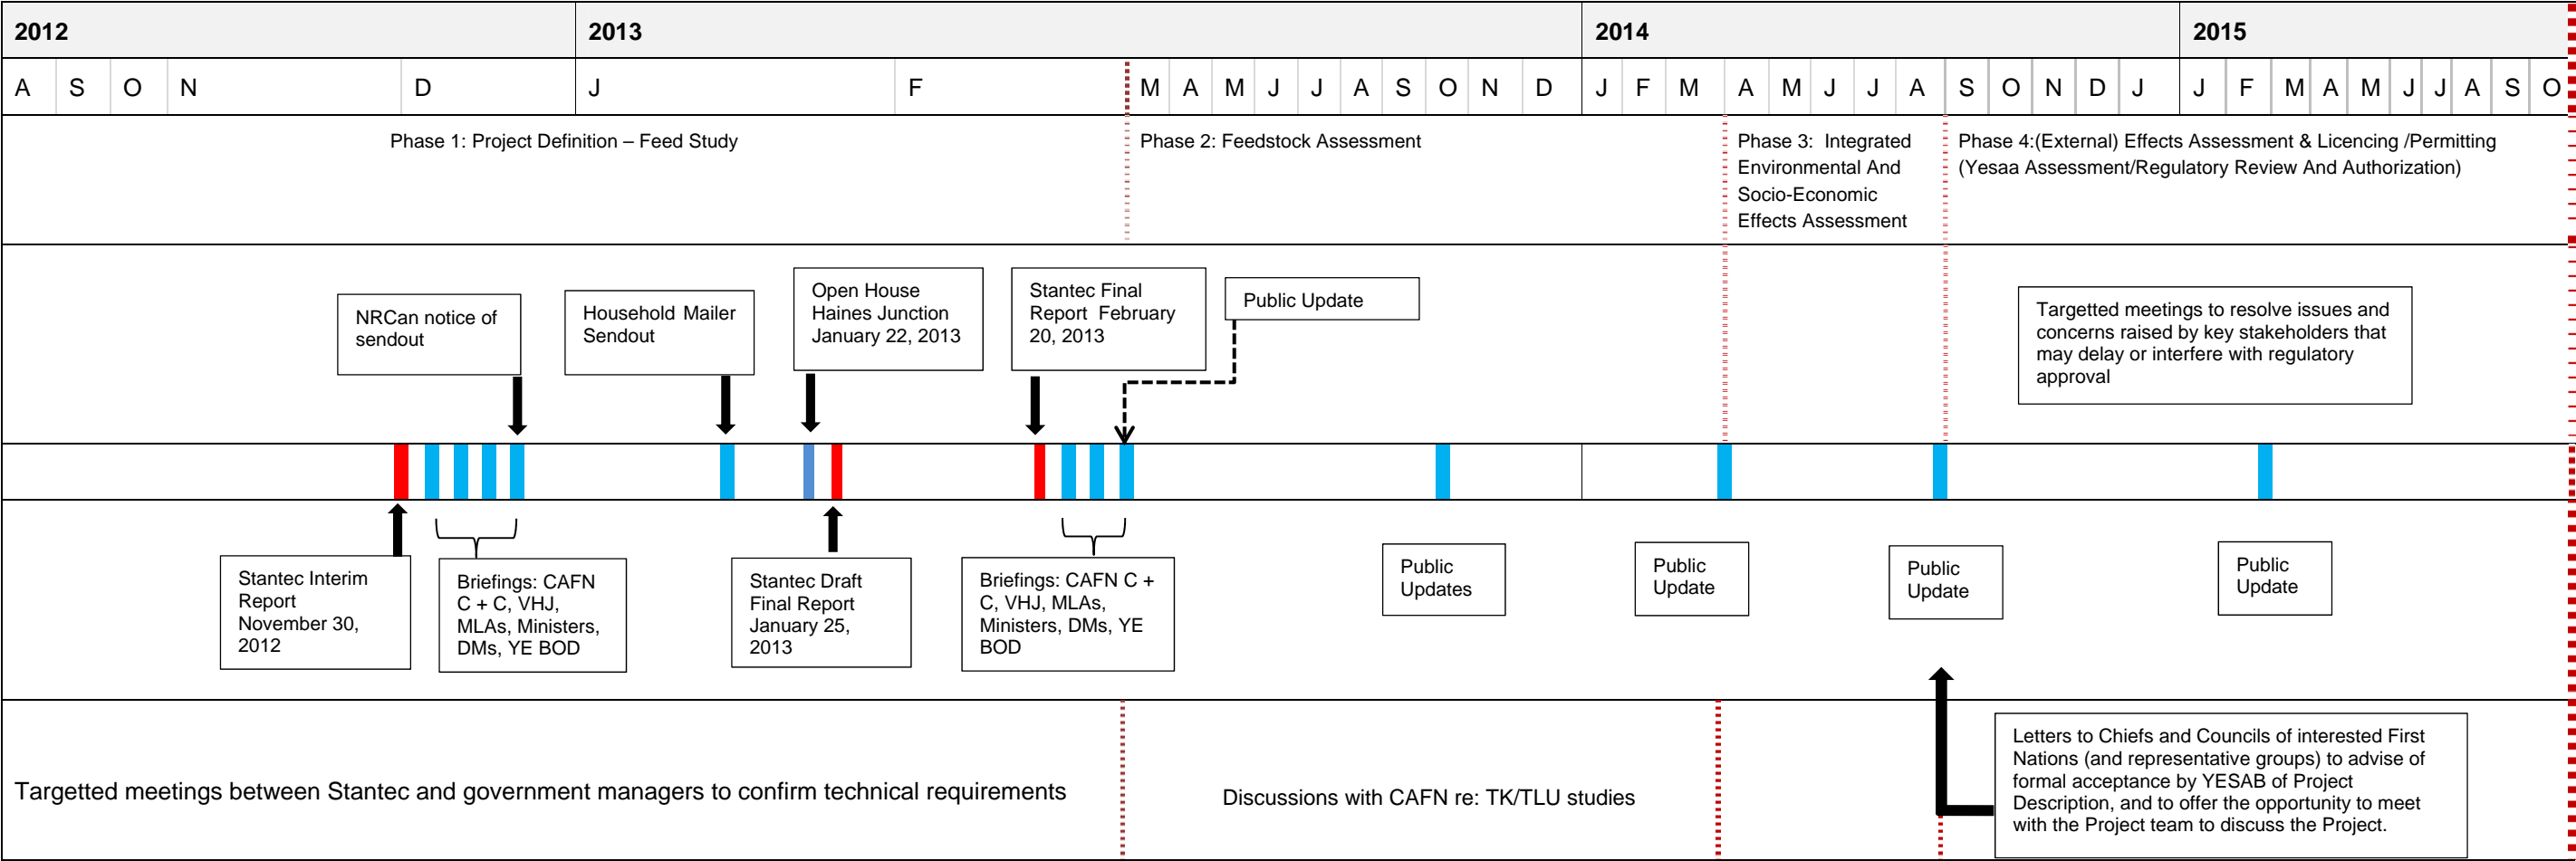 2012
2013
2014
2015
A S O N D J F M A M J J A S O N D J F M A M J J A S O N D J J F M A M J J A S O
Phase 1: Project Definition – Feed Study
Phase 2: Feedstock Assessment
Phase 3: Integrated
Environmental And
Socio-Economic
Effects Assessment
Phase 4:(External) Effects Assessment & Licencing /Permitting
(Yesaa Assessment/Regulatory Review And Authorization)
NRCan notice of
sendout
Household Mailer
Sendout
Open House
Haines Junction
January 22, 2013
Stantec Final
Report February
20, 2013
Public Update
Targetted meetings to resolve issues and
concerns raised by key stakeholders that
may delay or interfere with regulatory
approval
Stantec Interim
Report
November 30,
2012
Briefings: CAFN
C + C, VHJ,
MLAs, Ministers,
DMs, YE BOD
Stantec Draft
Final Report
January 25,
2013
Briefings: CAFN C +
C, VHJ, MLAs,
Ministers, DMs, YE
BOD
Public
Updates
Public
Update
Public
Update
Public
Update
Targetted meetings between Stantec and government managers to confirm technical requirements
Discussions with CAFN re: TK/TLU studies
Letters to Chiefs and Councils of interested First
Nations (and representative groups) to advise of
formal acceptance by YESAB of Project
Description, and to offer the opportunity to meet
with the Project team to discuss the Project.